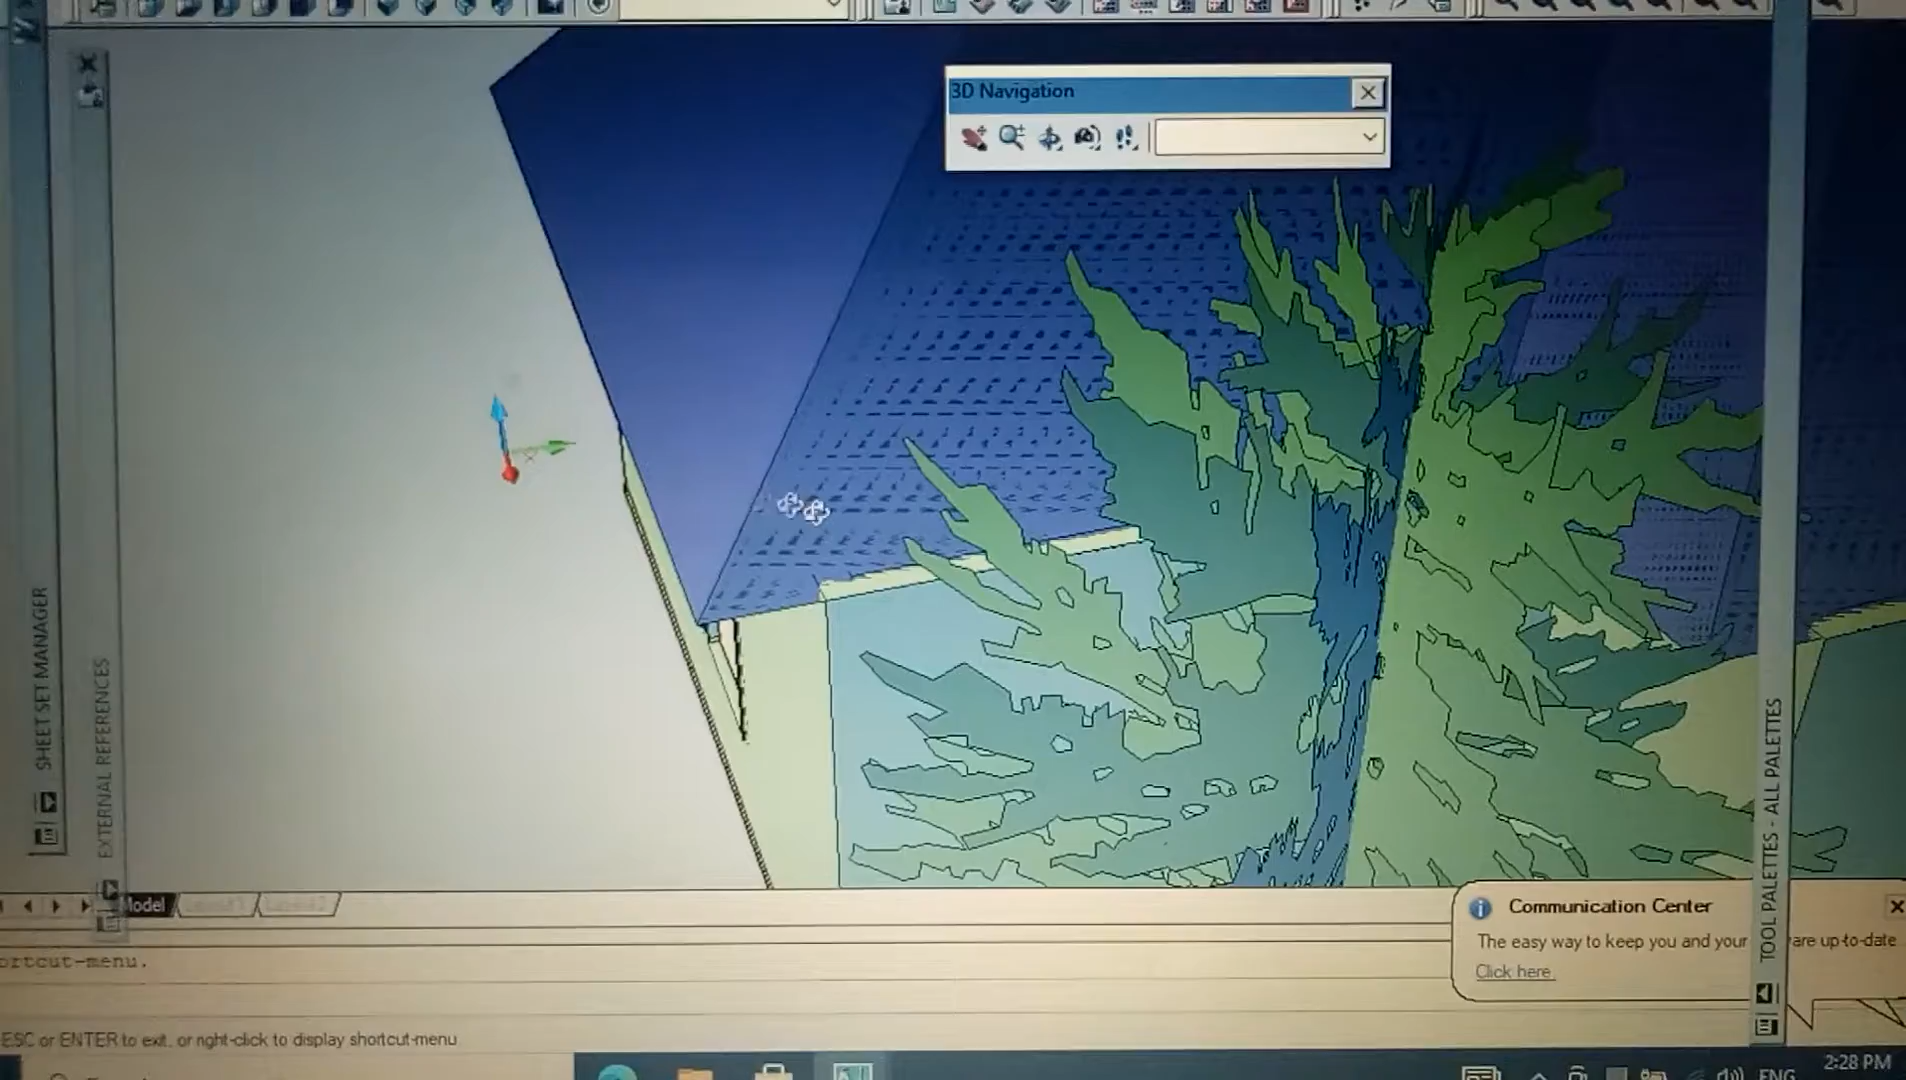 3D Navigation
SHEET SET MANAGER
EXTERNAL REFERENCES
TOOL PALETTES - ALL PALETTES
Model
Communication Center
The easy way to keep you and your
are up-to-date.
Click here.
ortcut-menu.
ESC or ENTER to exit, or right-click to display shortcut-menu
ENG
2:28 PM